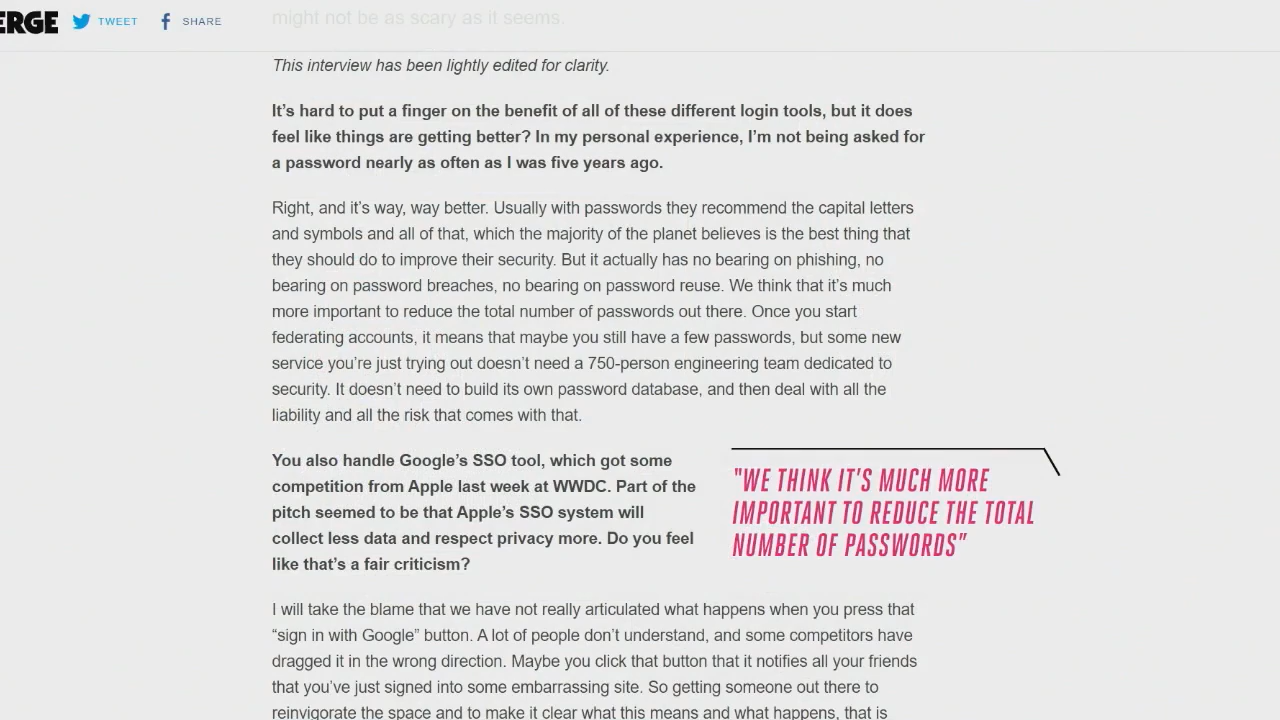 ERGE TWEET SHARE
might not be as scary as it seems.
This interview has been lightly edited for clarity.
It’s hard to put a finger on the benefit of all of these different login tools, but it does
feel like things are getting better? In my personal experience, I’m not being asked for
a password nearly as often as I was five years ago.
Right, and it’s way, way better. Usually with passwords they recommend the capital letters
and symbols and all of that, which the majority of the planet believes is the best thing that
they should do to improve their security. But it actually has no bearing on phishing, no
bearing on password breaches, no bearing on password reuse. We think that it’s much
more important to reduce the total number of passwords out there. Once you start
federating accounts, it means that maybe you still have a few passwords, but some new
service you’re just trying out doesn’t need a 750-person engineering team dedicated to
security. It doesn’t need to build its own password database, and then deal with all the
liability and all the risk that comes with that.
You also handle Google’s SSO tool, which got some
competition from Apple last week at WWDC. Part of the
pitch seemed to be that Apple’s SSO system will
collect less data and respect privacy more. Do you feel
like that’s a fair criticism?
"WE THINK IT’S MUCH MORE
IMPORTANT TO REDUCE THE TOTAL
NUMBER OF PASSWORDS”
I will take the blame that we have not really articulated what happens when you press that
“sign in with Google” button. A lot of people don’t understand, and some competitors have
dragged it in the wrong direction. Maybe you click that button that it notifies all your friends
that you’ve just signed into some embarrassing site. So getting someone out there to
reinvigorate the space and to make it clear what this means and what happens, that is